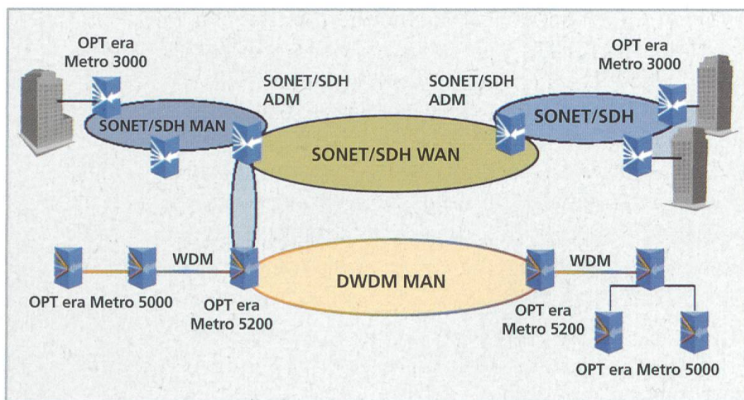 OPT era
Metro 3000
SONET/SDH
ADM
SONET/SDH
ADM
OPT era
Metro 3000
SONET/SDH MAN
SONET/SDH WAN
SONET/SDH
WDM
OPT era Metro 5000
OPT era
Metro 5200
DWDM MAN
WDM
OPT era
Metro 5200
OPT era Metro 5000